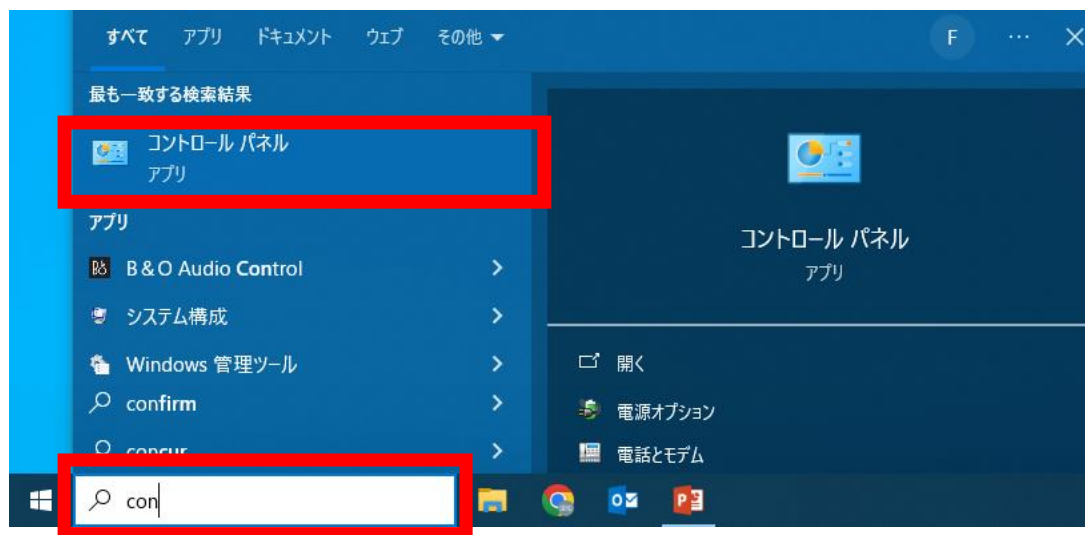 すべて アプリ ドキュメント ウェブ その他 F ...
最も一致する検索結果
コントロール パネル
アプリ
アプリ
B&O Audio Control
システム構成
Windows 管理ツール
confirm
concur
con
コントロール パネル
アプリ
開く
電源オプション
電話とモデム